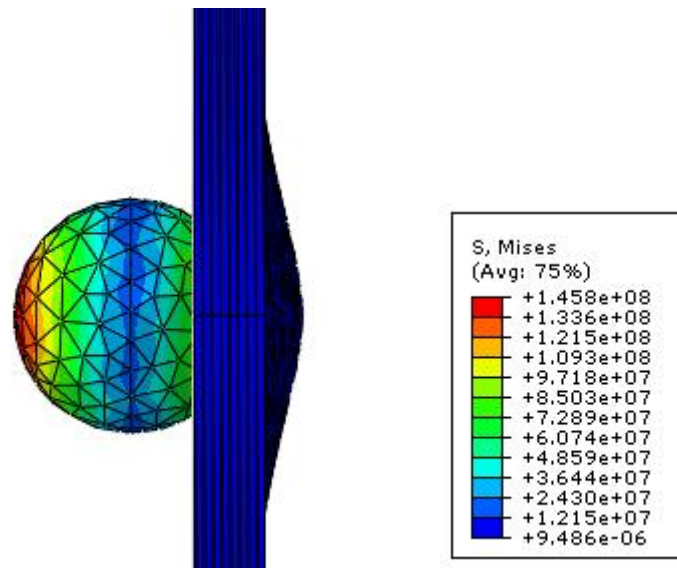 S, Mises
(Avg: 75%)
+1.458e+08
+1.336e+08
+1.215e+08
+1.093e+08
+9.718e+07
+8.503e+07
+7.289e+07
+6.074e+07
+4.859e+07
+3.644e+07
+2.430e+07
+1.215e+07
+9.486e-06